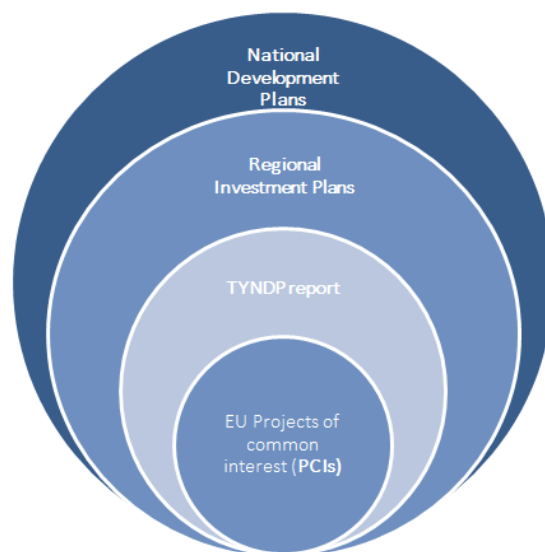 National
Development
Plans
Regional
Investment Plans
TYNDP report
EU Projects of
common
interest (PCIs)